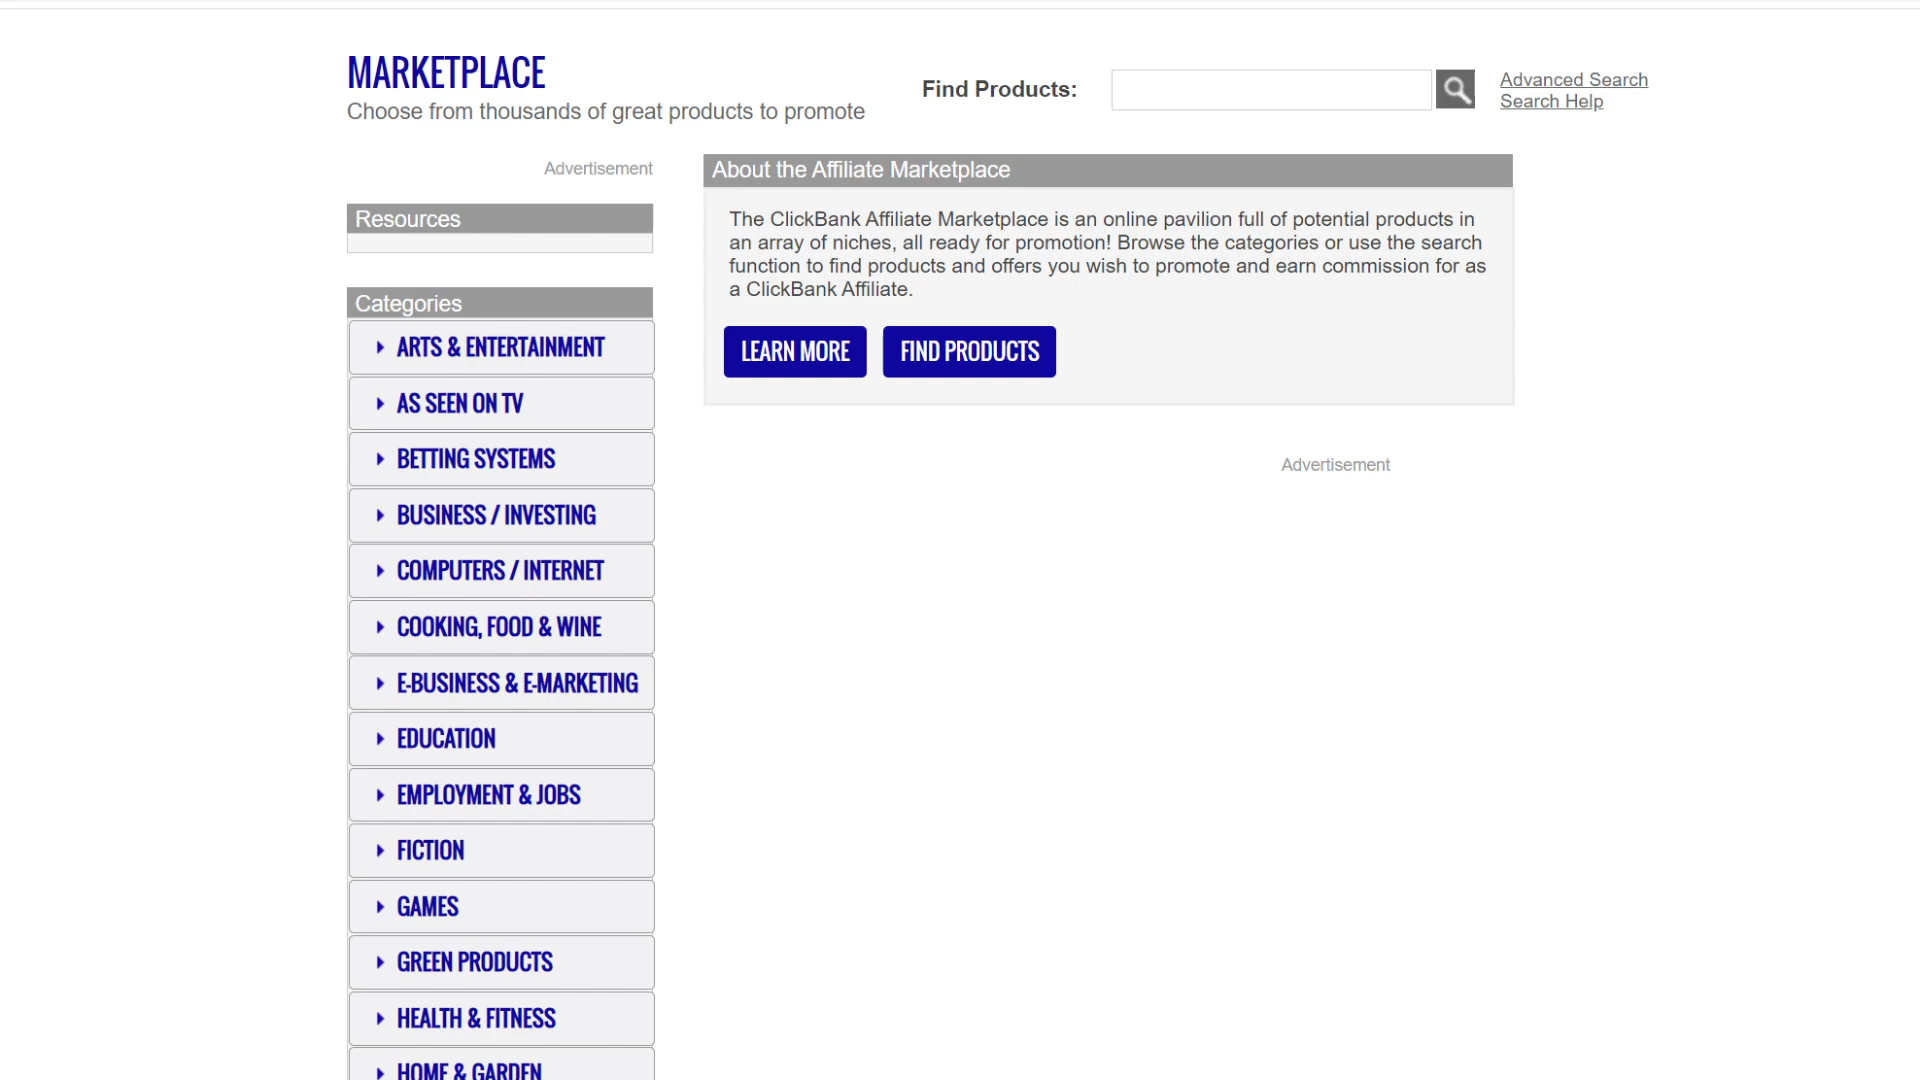 MARKETPLACE
Choose from thousands of great products to promote
Find Products:
Advanced Search
Search Help
Advertisement
Resources
Categories
ARTS & ENTERTAINMENT
AS SEEN ON TV
BETTING SYSTEMS
BUSINESS / INVESTING
COMPUTERS / INTERNET
COOKING, FOOD & WINE
E-BUSINESS & E-MARKETING
EDUCATION
EMPLOYMENT & JOBS
FICTION
GAMES
GREEN PRODUCTS
HEALTH & FITNESS
HOME & GARDEN
About the Affiliate Marketplace
The ClickBank Affiliate Marketplace is an online pavilion full of potential products in
an array of niches, all ready for promotion! Browse the categories or use the search
function to find products and offers you wish to promote and earn commission for as
a ClickBank Affiliate.
LEARN MORE
FIND PRODUCTS
Advertisement